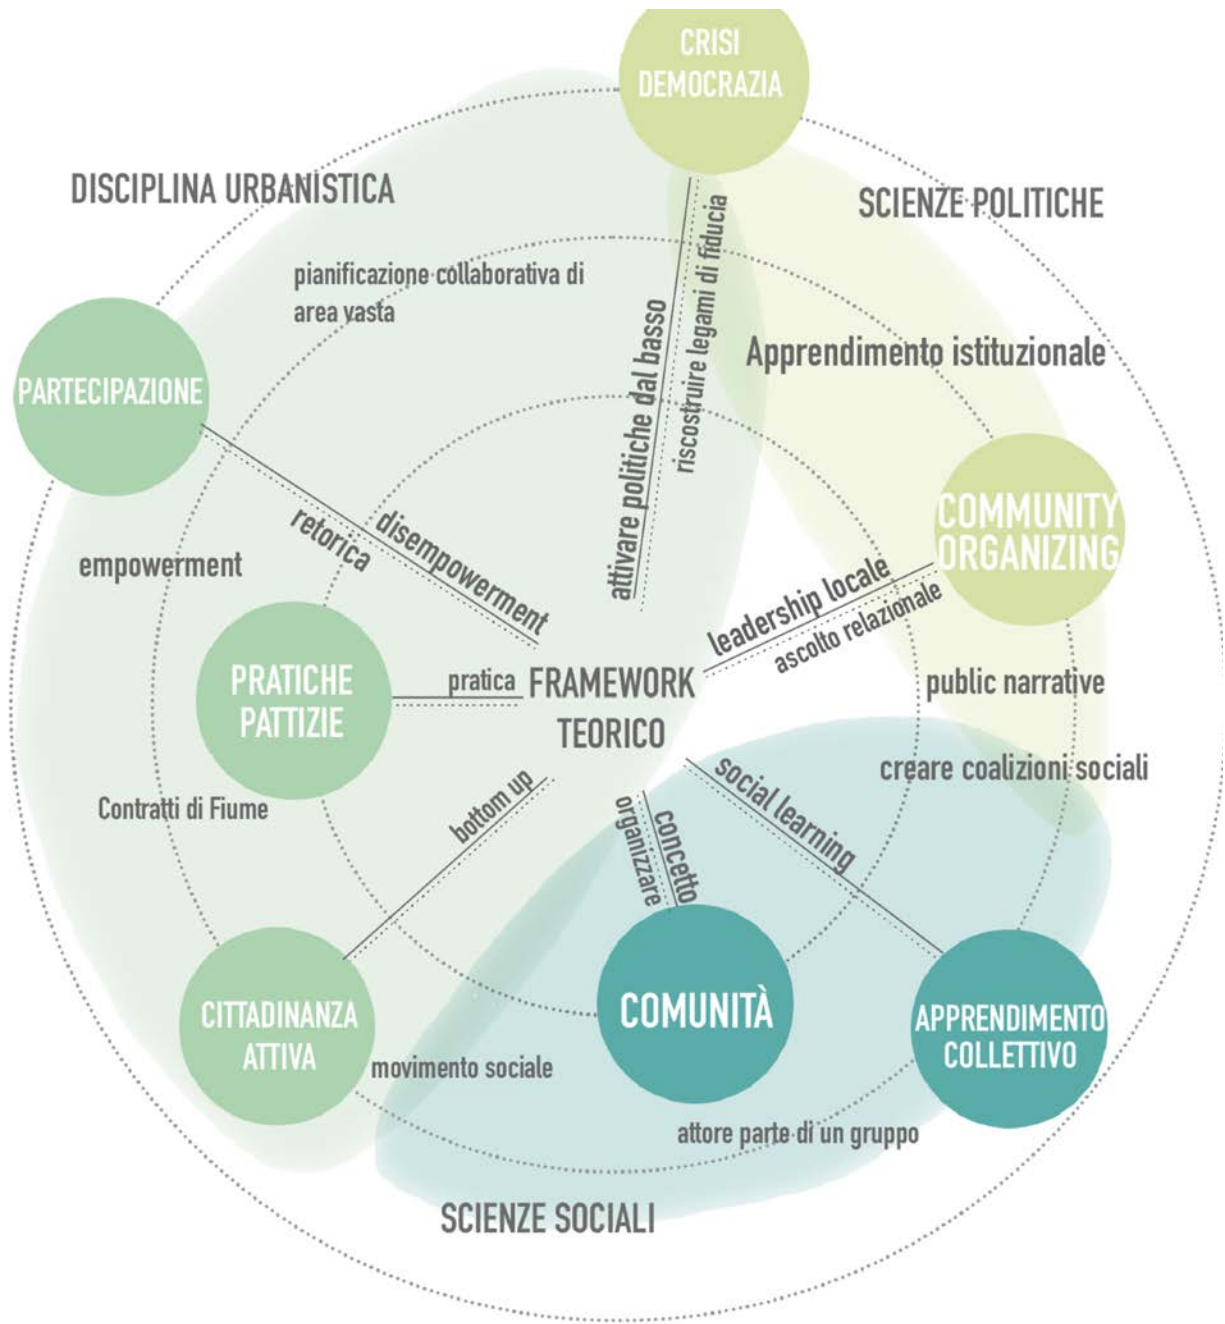 CRISI
DEMOCRAZIA
DISCIPLINA URBANISTICA
SCIENZE POLITICHE
pianificazione collaborativa di
area vasta
attivare politiche dal basso
riscostruire legami di fiducia
Apprendimento istituzionale
PARTECIPAZIONE
disempowerment
retorica
empowerment
COMMUNITY
ORGANIZING
leadership locale
ascolto relazionale
PRATICHE
PATTIZIE
pratica
FRAMEWORK
TEORICO
public narrative
creare coalizioni sociali
Contratti di Fiume
bottom up
social learning
concetto
organizzare
CITTADINANZA
ATTIVA
COMUNITÀ
APPRENDIMENTO
COLLETTIVO
movimento sociale
attore parte di un gruppo
SCIENZE SOCIALI